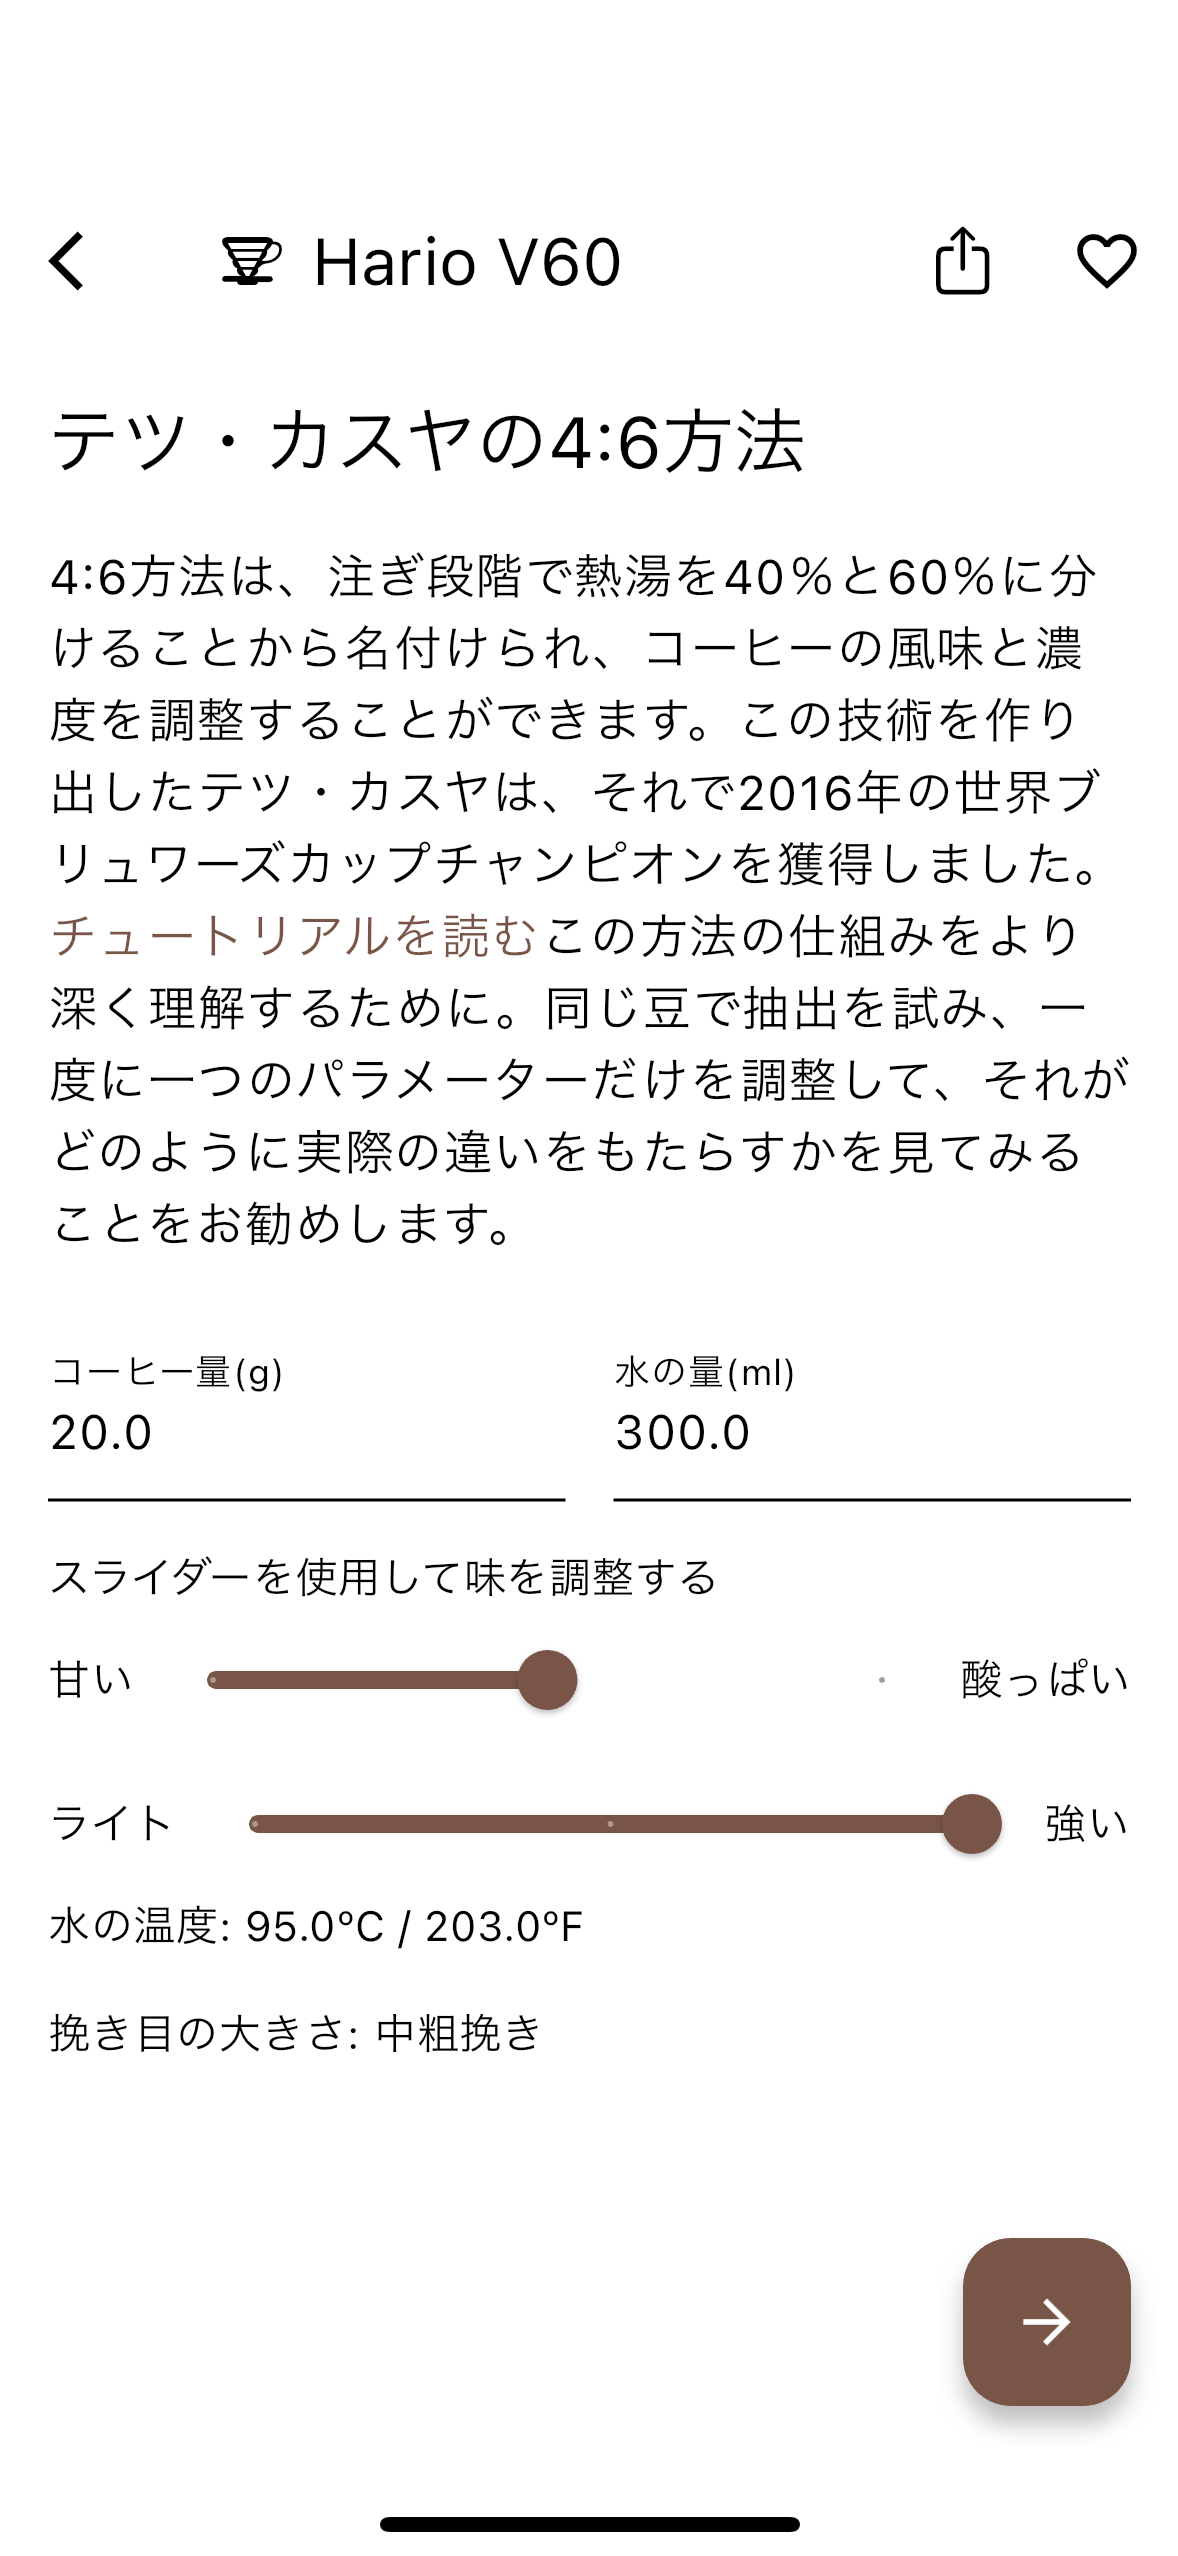 Hario V60
テツ・カスヤの4:6方法
4:6方法は、注ぎ段階で熱湯を40%と60%に分
けることから名付けられ、コーヒーの風味と濃
度を調整することができます。この技術を作り
出したテツ・カスヤは、それで2016年の世界ブ
リュワーズカップチャンピオンを獲得しました。
チュートリアルを読むこの方法の仕組みをより
深く理解するために。同じ豆で抽出を試み、一
度に一つのパラメーターだけを調整して、それが
どのように実際の違いをもたらすかを見てみる
ことをお勧めします。
コーヒー量(g) 水の量(ml)
20.0 300.0
スライダーを使用して味を調整する
甘い 酸っぱい
ライト 強い
水の温度: 95.0ºC / 203.0ºF
挽き目の大きさ: 中粗挽き